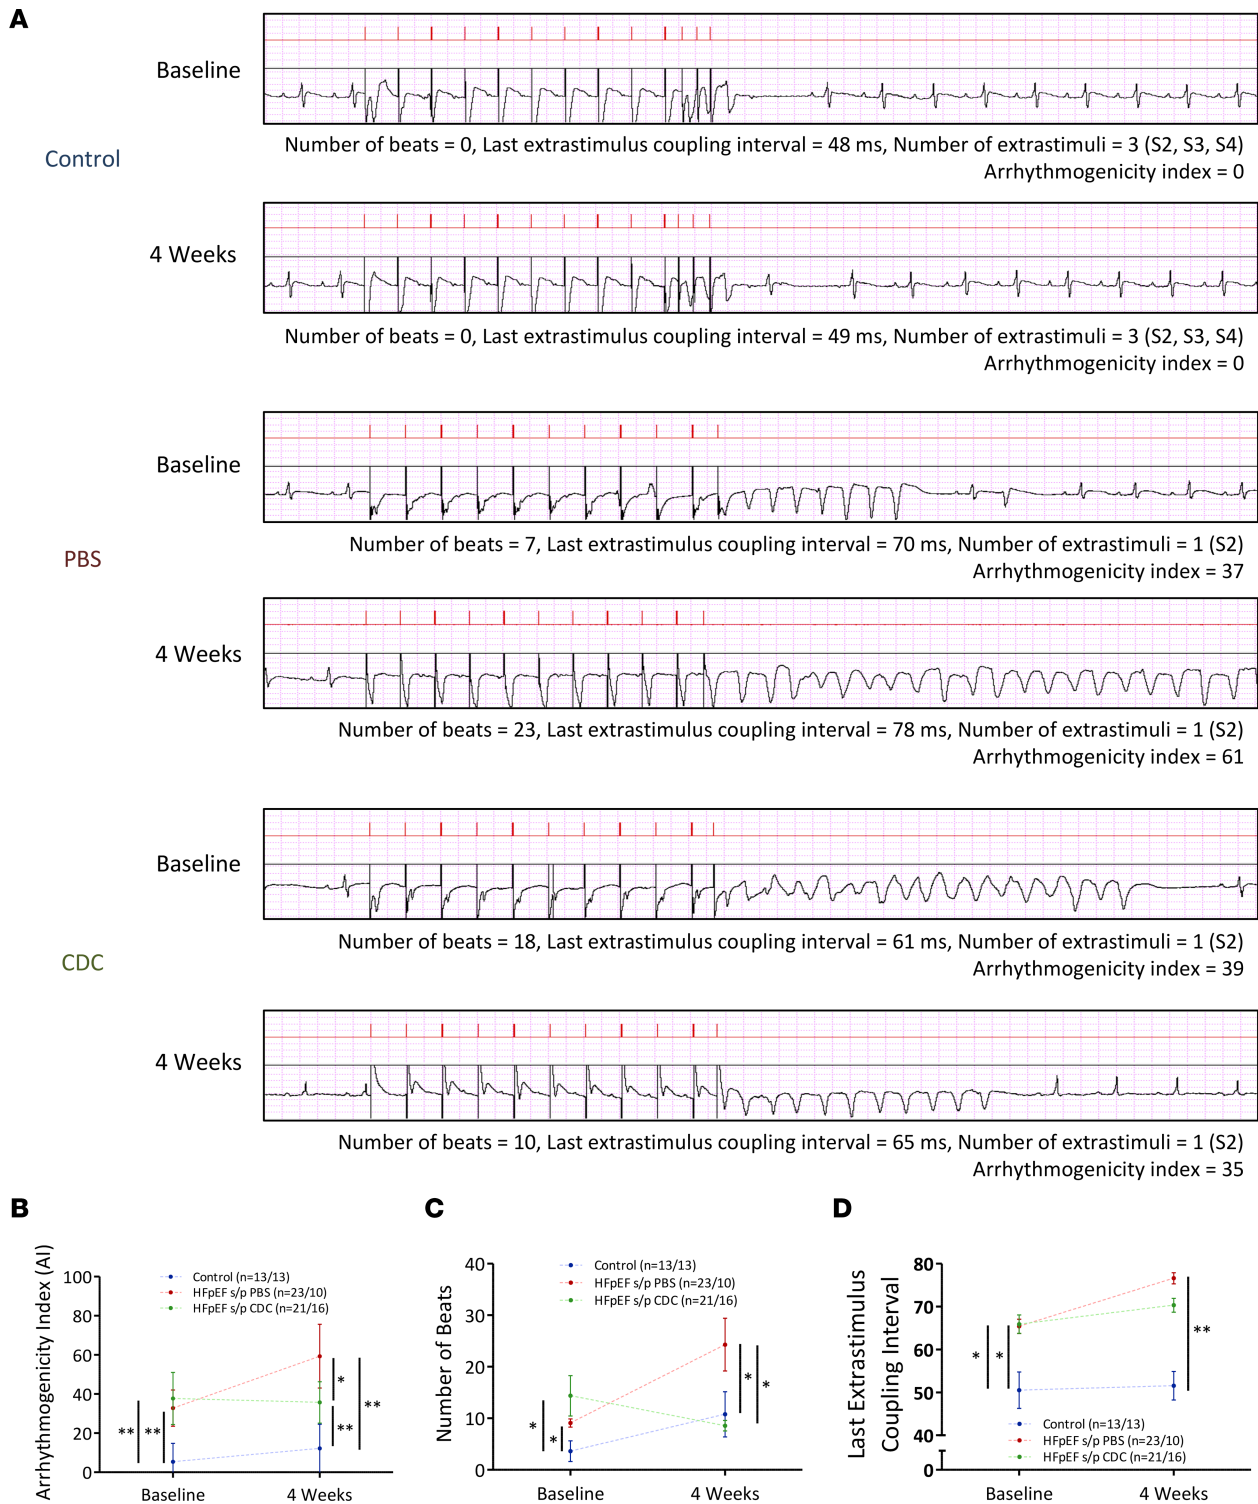 A
Baseline
Number of beats = 0, Last extrastimulus coupling interval = 48 ms, Number of extrastimuli = 3 (S2, S3, S4)
Arrhythmogenicity index = 0
Control
4 Weeks
Number of beats = 0, Last extrastimulus coupling interval = 49 ms, Number of extrastimuli = 3 (S2, S3, S4)
Arrhythmogenicity index = 0
Baseline
Number of beats = 7, Last extrastimulus coupling interval = 70 ms, Number of extrastimuli = 1 (S2)
Arrhythmogenicity index = 37
PBS
4 Weeks
Number of beats = 23, Last extrastimulus coupling interval = 78 ms, Number of extrastimuli = 1 (S2)
Arrhythmogenicity index = 61
Baseline
Number of beats = 18, Last extrastimulus coupling interval = 61 ms, Number of extrastimuli = 1 (S2)
Arrhythmogenicity index = 39
CDC
4 Weeks
Number of beats = 10, Last extrastimulus coupling interval = 65 ms, Number of extrastimuli = 1 (S2)
Arrhythmogenicity index = 35
B
Arrhythmogenicity Index (AI)
100
80
60
40
20
0
Control (n=13/13)
HFpEF s/p PBS (n=23/10)
HFpEF s/p CDC (n=21/16)
** **
*
**
**
Baseline
4 Weeks
C
Number of Beats
40
30
20
10
0
Control (n=13/13)
HFpEF s/p PBS (n=23/10)
HFpEF s/p CDC (n=21/16)
*
*
*
*
Baseline
4 Weeks
D
Last Extrastimulus
Coupling Interval
80
70
60
50
40
0
* *
**
Control (n=13/13)
HFpEF s/p PBS (n=23/10)
HFpEF s/p CDC (n=21/16)
Baseline
4 Weeks